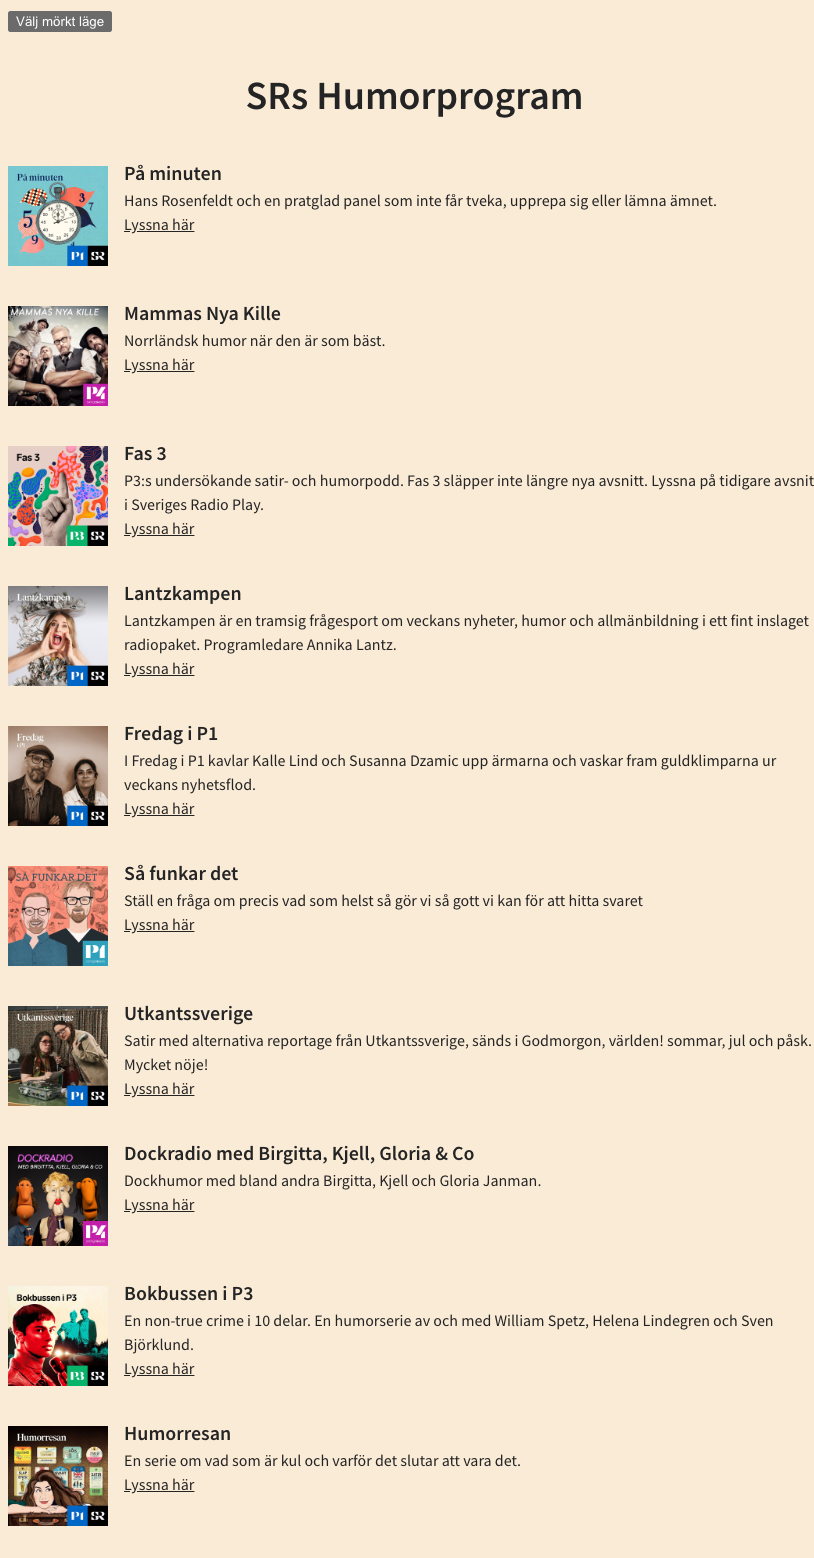 Välj mörkt läge
SRs Humorprogram
På minuten
5
3
7
9
4
P1 SR
På minuten
Hans Rosenfeldt och en pratglad panel som inte får tveka, upprepa sig eller lämna ämnet.
Lyssna här
MAMMAS NYA KILLE
P4
Mammas Nya Kille
Norrländsk humor när den är som bäst.
Lyssna här
Fas 3
P3 SR
Fas 3
P3:s undersökande satir- och humorpodd. Fas 3 släpper inte längre nya avsnitt. Lyssna på tidigare avsnit
i Sveriges Radio Play.
Lyssna här
Lantzkampen
P1 SR
Lantzkampen
Lantzkampen är en tramsig frågesport om veckans nyheter, humor och allmänbildning i ett fint inslaget
radiopaket. Programledare Annika Lantz.
Lyssna här
Fredag
i P1
P1 SR
Fredag i P1
I Fredag i P1 kavlar Kalle Lind och Susanna Dzamic upp ärmarna och vaskar fram guldklimparna ur
veckans nyhetsflod.
Lyssna här
SÅ FUNKAR DET
P1
Så funkar det
Ställ en fråga om precis vad som helst så gör vi så gott vi kan för att hitta svaret
Lyssna här
Utkantssverige
P1 SR
Utkantssverige
Satir med alternativa reportage från Utkantssverige, sänds i Godmorgon, världen! sommar, jul och påsk.
Mycket nöje!
Lyssna här
DOCKRADIO
MED BIRGITTA, KJELL, GLORIA & CO
P4
Dockradio med Birgitta, Kjell, Gloria & Co
Dockhumor med bland andra Birgitta, Kjell och Gloria Janman.
Lyssna här
Bokbussen i P3
P3 SR
Bokbussen i P3
En non-true crime i 10 delar. En humorserie av och med William Spetz, Helena Lindegren och Sven
Björklund.
Lyssna här
Humorresan
P1 SR
Humorresan
En serie om vad som är kul och varför det slutar att vara det.
Lyssna här